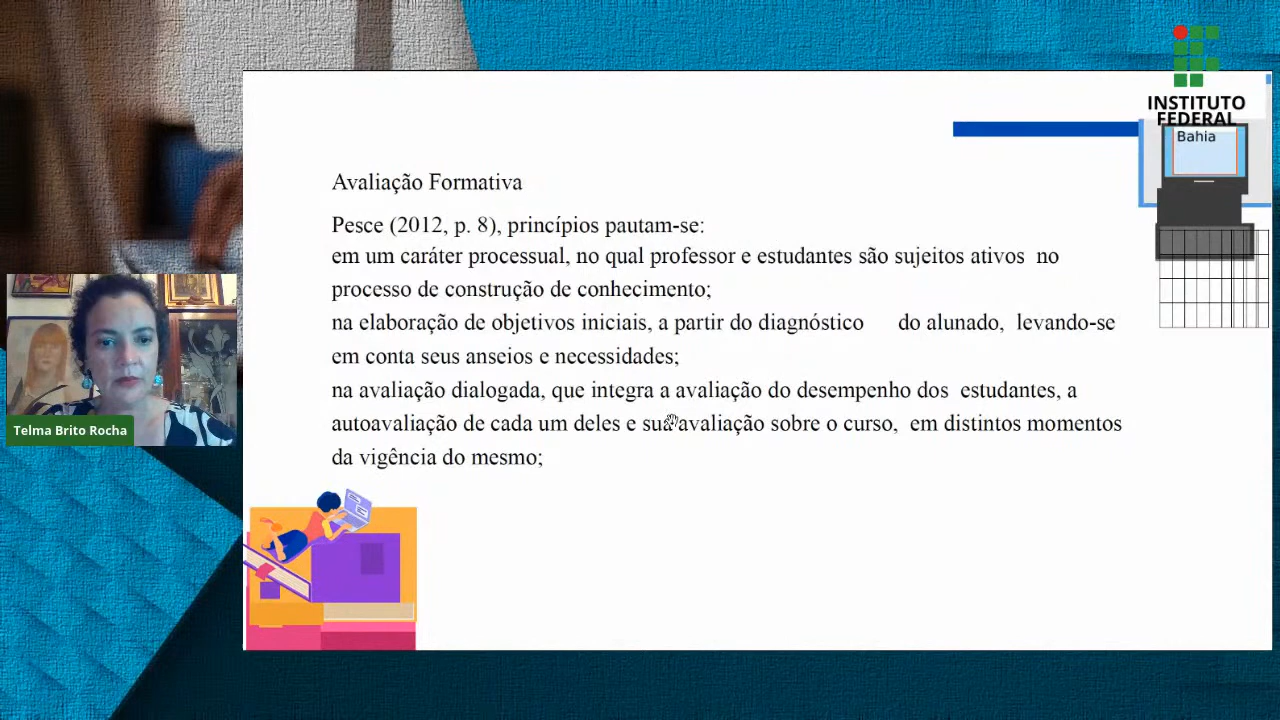 INSTITUTO
FEDERAL
Bahia
Avaliação Formativa
Pesce (2012, p. 8), princípios pautam-se:
em um caráter processual, no qual professor e estudantes são sujeitos ativos no
processo de construção de conhecimento;
na elaboração de objetivos iniciais, a partir do diagnóstico do alunado, levando-se
em conta seus anseios e necessidades;
na avaliação dialogada, que integra a avaliação do desempenho dos estudantes, a
autoavaliação de cada um deles e sua avaliação sobre o curso, em distintos momentos
da vigência do mesmo;
Telma Brito Rocha